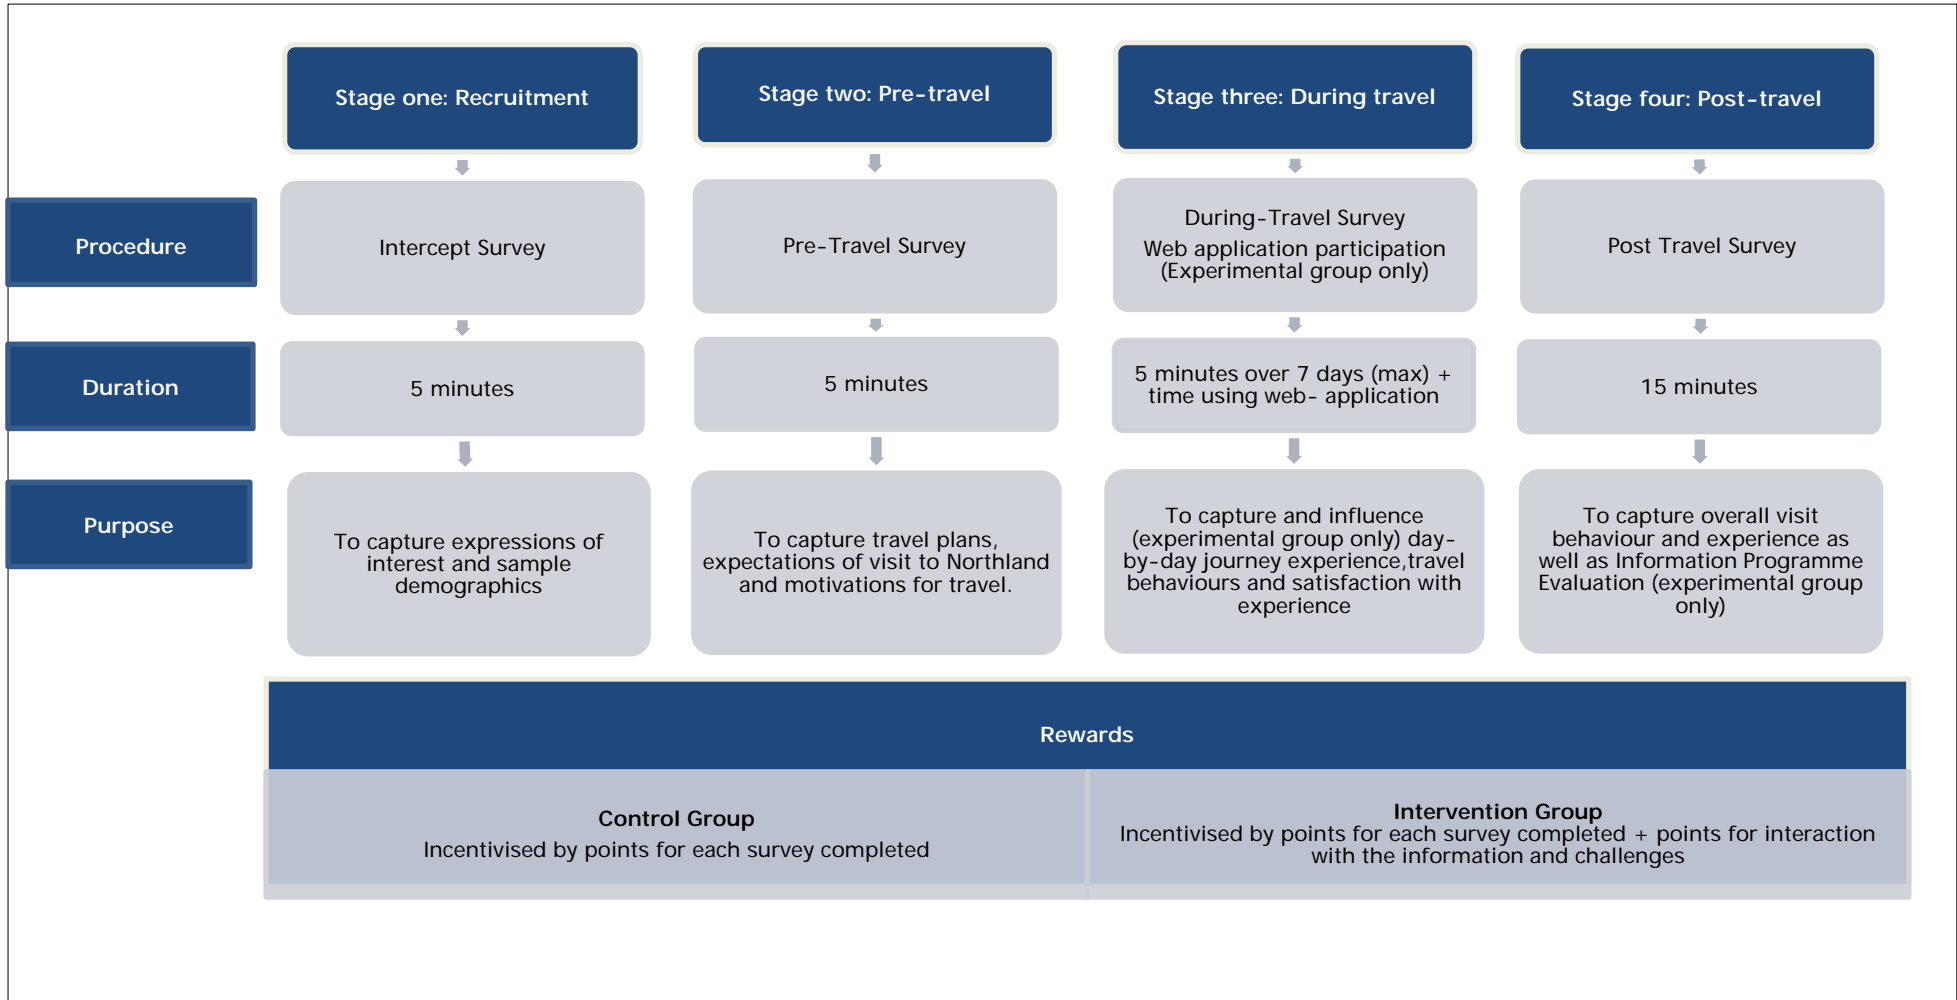 Stage one: Recruitment
Stage two: Pre-travel
Stage three: During travel
Stage four: Post-travel
Procedure
Intercept Survey
Pre-Travel Survey
During-Travel Survey
Web application participation
(Experimental group only)
Post Travel Survey
Duration
5 minutes
5 minutes
5 minutes over 7 days (max) +
time using web- application
15 minutes
Purpose
To capture expressions of
interest and sample
demographics
To capture travel plans,
expectations of visit to Northland
and motivations for travel.
To capture and influence
(experimental group only) day-
by-day journey experience,travel
behaviours and satisfaction with
experience
To capture overall visit
behaviour and experience as
well as Information Programme
Evaluation (experimental group
only)
Rewards
Control Group
Incentivised by points for each survey completed
Intervention Group
Incentivised by points for each survey completed + points for interaction
with the information and challenges